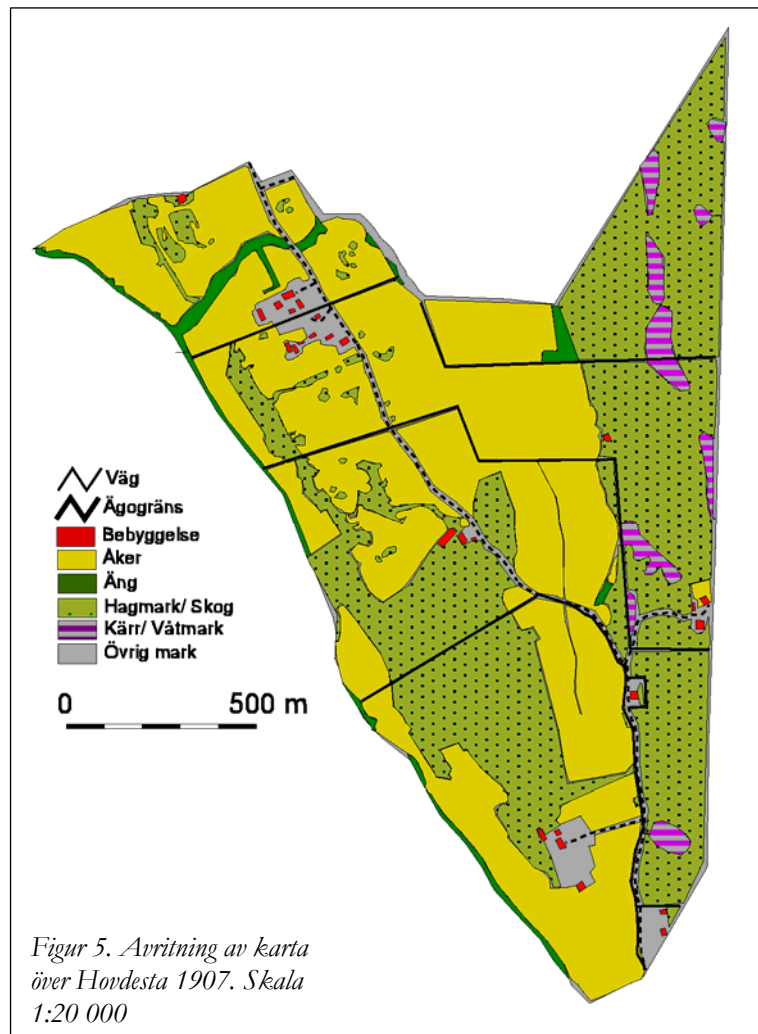 Väg
Ägogräns
Bebyggelse
Åker
Äng
Hagmark/ Skog
Kärr/ Våtmark
Övrig mark
0 500 m
Figur 5. Avritning av karta
över Hovdesta 1907. Skala
1:20 000